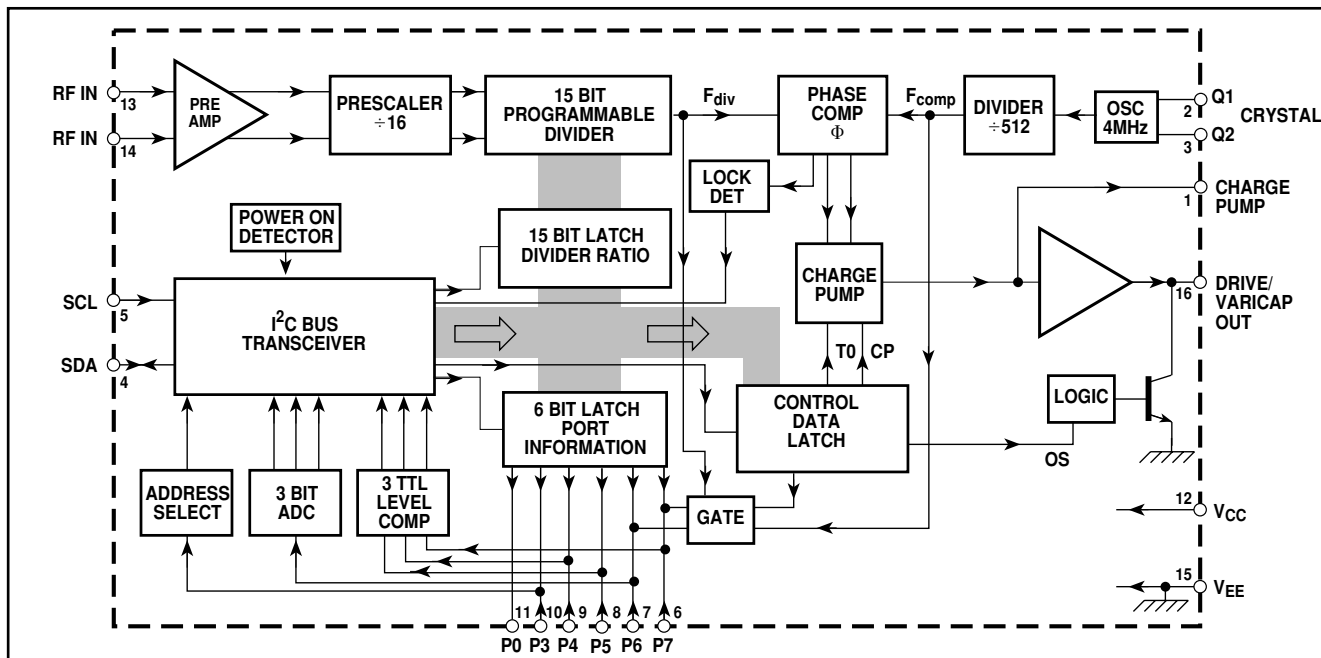 RF IN
13
RF IN
14
PRE
AMP
PRESCALER
÷16
15 BIT
PROGRAMMABLE
DIVIDER
Fdiv
PHASE
COMP
Φ
Fcomp
DIVIDER
÷512
OSC
4MHz
Q1
2
CRYSTAL
Q2
3
LOCK
DET
CHARGE
PUMP
1
POWER ON
DETECTOR
15 BIT LATCH
DIVIDER RATIO
CHARGE
PUMP
DRIVE/
VARICAP
OUT
16
SCL
5
I2C BUS
TRANSCEIVER
SDA
4
T0 CP
6 BIT LATCH
PORT
INFORMATION
CONTROL
DATA
LATCH
LOGIC
OS
ADDRESS
SELECT
3 BIT
ADC
3 TTL
LEVEL
COMP
GATE
12
VCC
15
VEE
11 10 9 8 7 6
P0 P3 P4 P5 P6 P7